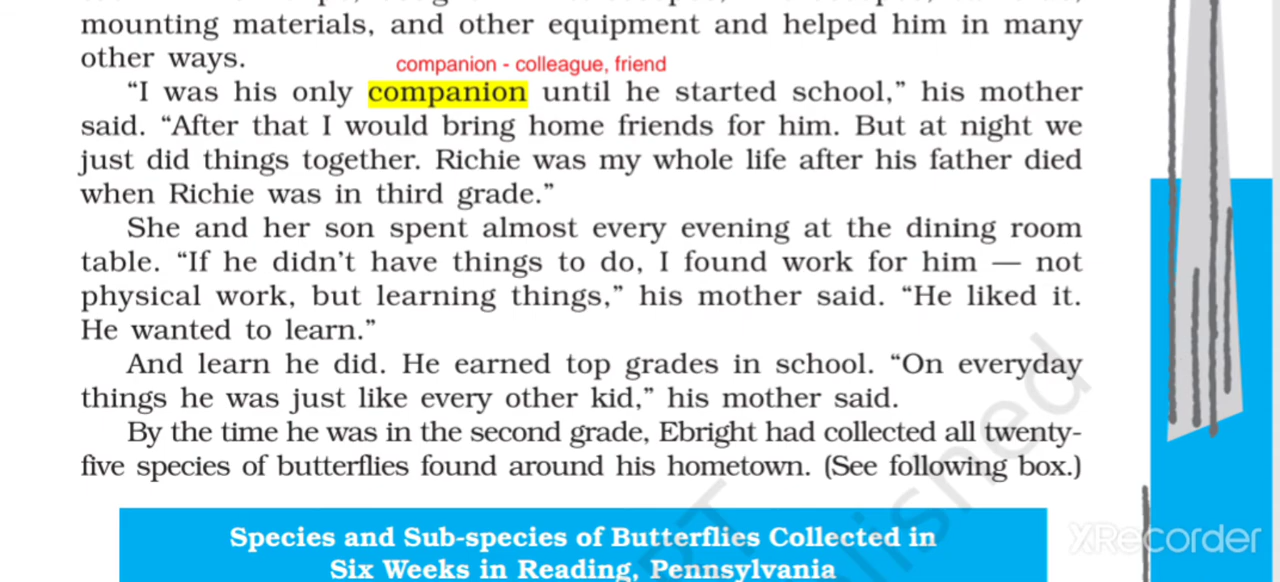 mounting materials, and other equipment and helped him in many
other ways.
companion - colleague, friend
“I was his only companion until he started school,” his mother
said. “After that I would bring home friends for him. But at night we
just did things together. Richie was my whole life after his father died
when Richie was in third grade.”
She and her son spent almost every evening at the dining room
table. “If he didn’t have things to do, I found work for him — not
physical work, but learning things,” his mother said. “He liked it.
He wanted to learn.”
And learn he did. He earned top grades in school. “On everyday
things he was just like every other kid,” his mother said.
By the time he was in the second grade, Ebright had collected all twenty-
five species of butterflies found around his hometown. (See following box.)
Species and Sub-species of Butterflies Collected in
Six Weeks in Reading, Pennsylvania
XRecorder